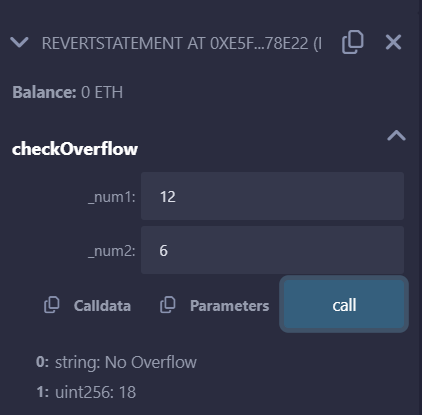 REVERTSTATEMENT AT 0XE5F...78E22 (
Balance: 0 ETH
checkOverflow
_num1: 12
_num2: 6
Calldata Parameters call
0: string: No Overflow
1: uint256: 18